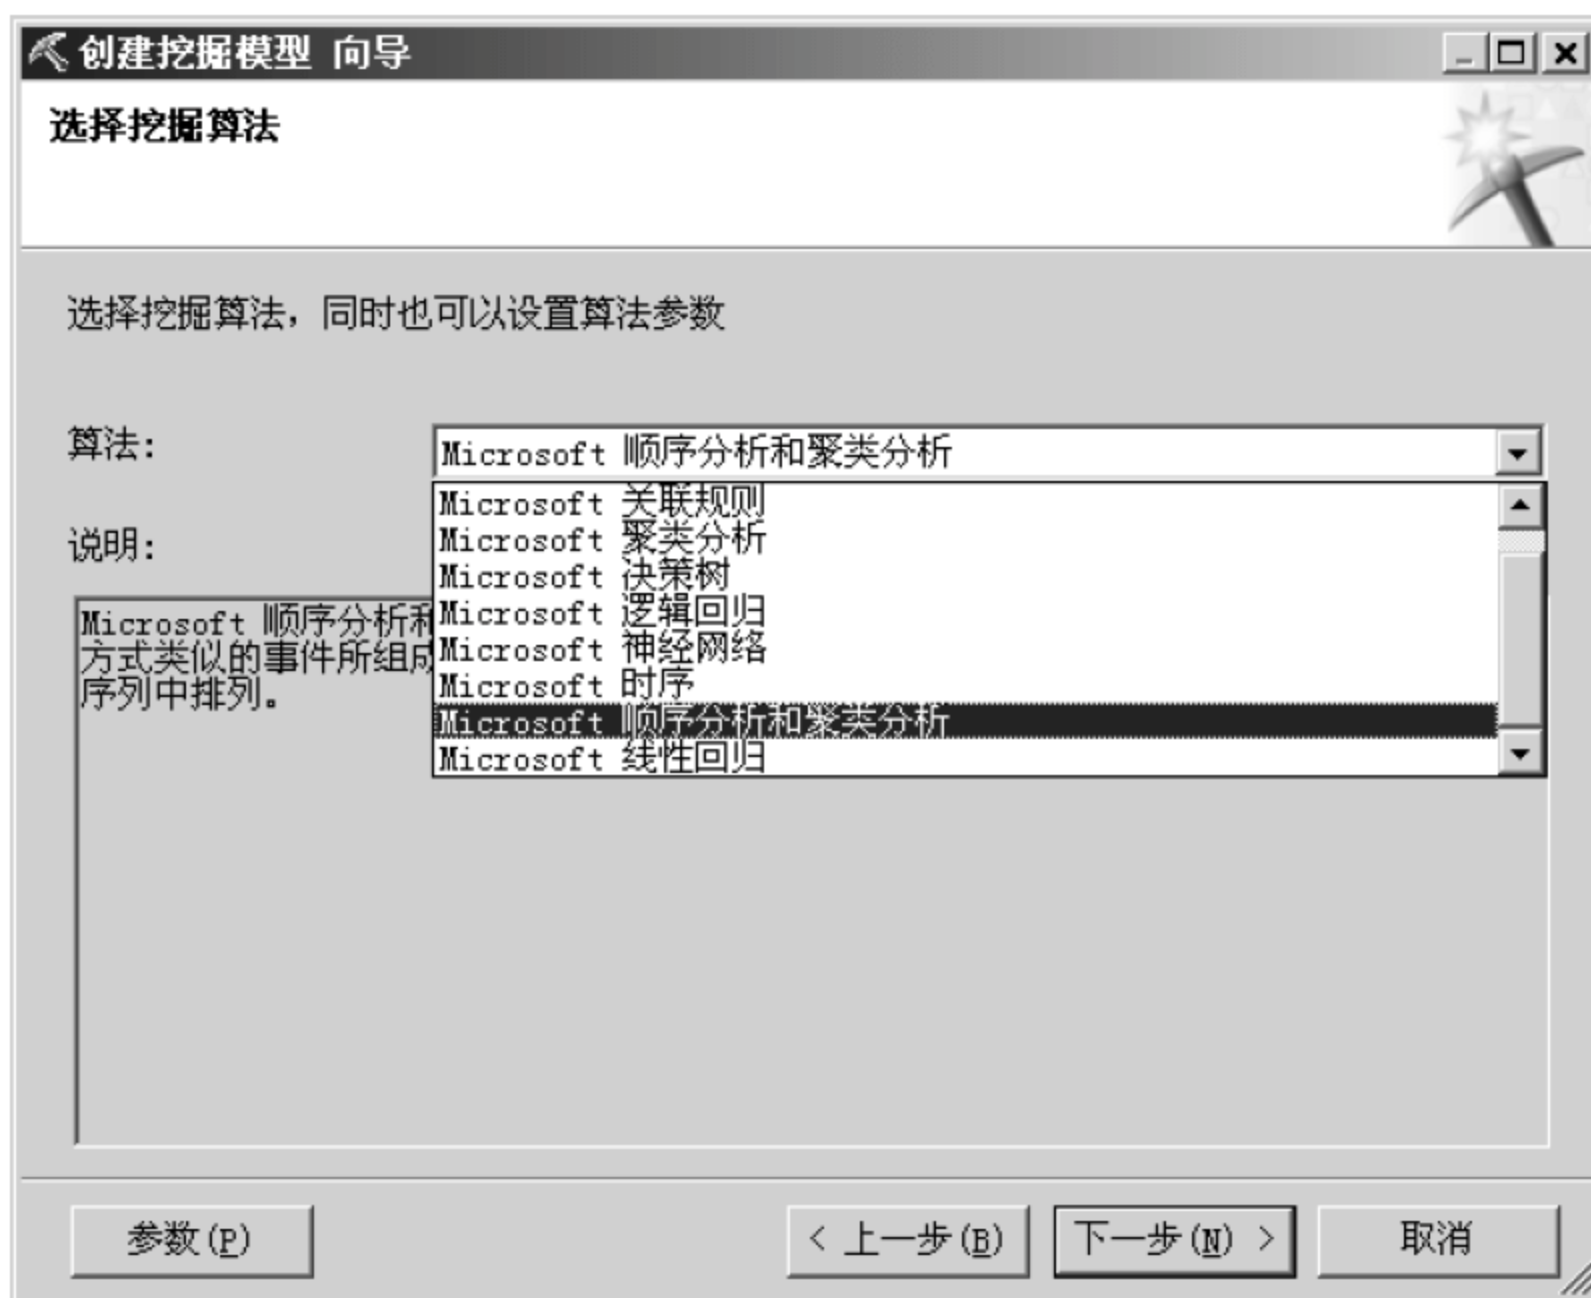 创建挖掘模型 向导
选择挖掘算法
选择挖掘算法，同时也可以设置算法参数
算法:
Microsoft 顺序分析和聚类分析
Microsoft 关联规则
Microsoft 聚类分析
Microsoft 决策树
Microsoft 逻辑回归
Microsoft 神经网络
Microsoft 时序
Microsoft 顺序分析和聚类分析
Microsoft 线性回归
说明:
Microsoft 顺序分析和
方式类似的事件所组成
序列中排列。
参数(P)
< 上一步(B)
下一步(N) >
取消